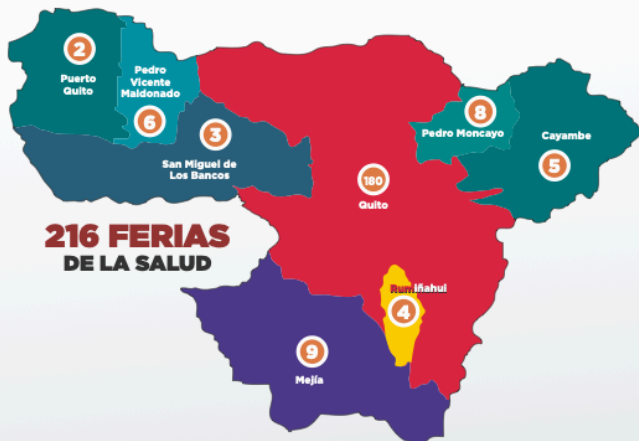 2
Puerto
Quito
Pedro
Vicente
Maldonado
6
3
San Miguel de
Los Bancos
8
Pedro Moncayo
Cayambe
5
180
Quito
216 FERIAS
DE LA SALUD
Rumiñahui
4
9
Mejía